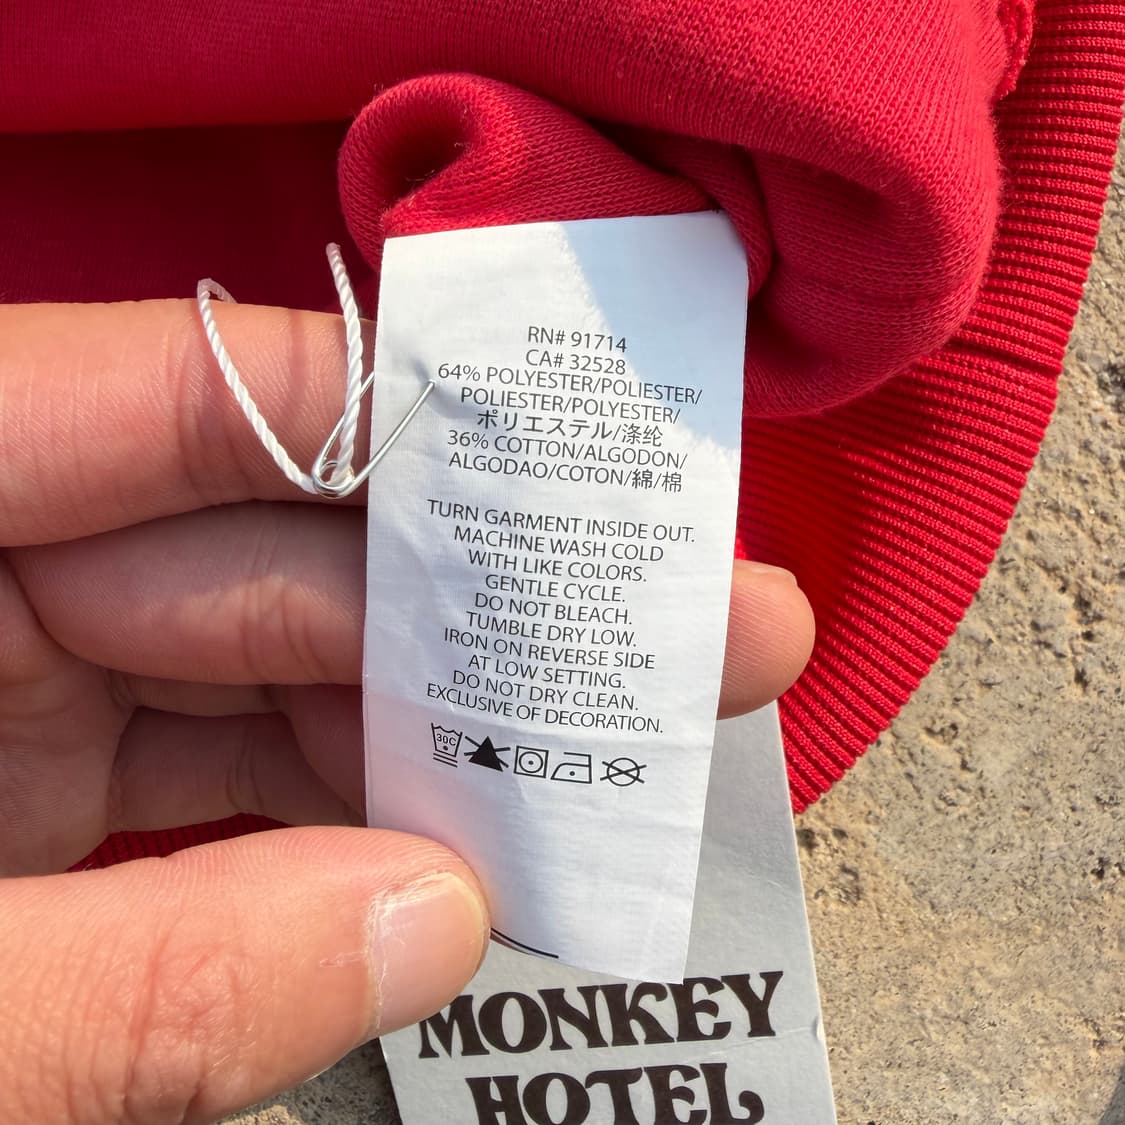 RN# 91714
CA# 32528
64% POLYESTER/POLIESTER/
POLIESTER/POLYESTER/
ポリエステル/涤纶
36% COTTON/ALGODON/
ALGODAO/COTON/綿/棉
TURN GARMENT INSIDE OUT.
MACHINE WASH COLD
WITH LIKE COLORS.
GENTLE CYCLE.
DO NOT BLEACH.
TUMBLE DRY LOW.
IRON ON REVERSE SIDE
AT LOW SETTING.
DO NOT DRY CLEAN.
EXCLUSIVE OF DECORATION.
30C
MONKEY
HOTEL